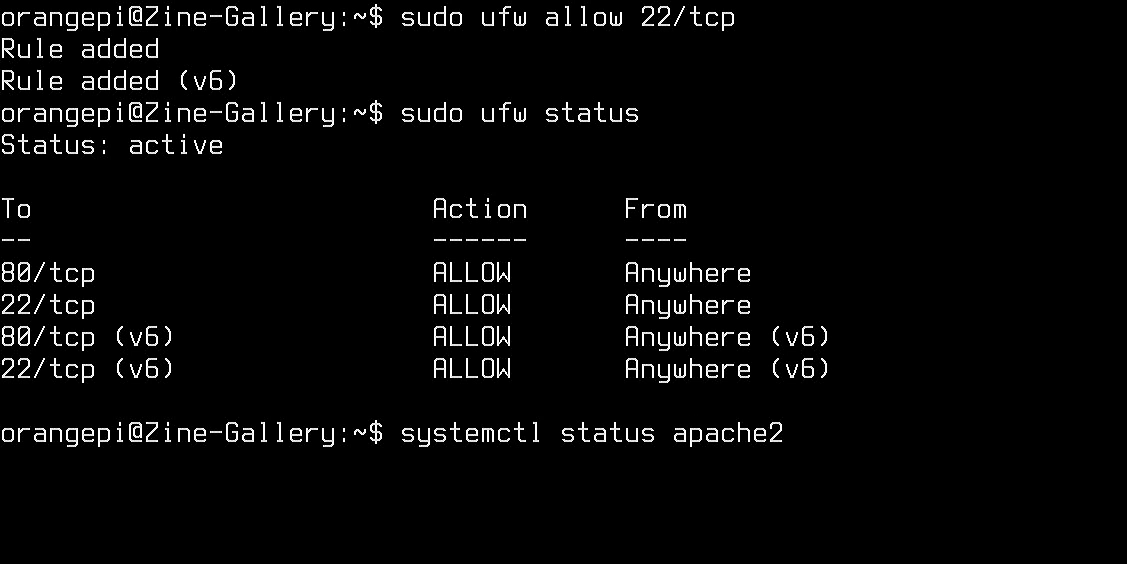 orangepi@Zine-Gallery:~$ sudo ufw allow 22/tcp
Rule added
Rule added (v6)
orangepi@Zine-Gallery:~$ sudo ufw status
Status: active
To                         Action      From
--                         ------      ----
80/tcp                     ALLOW       Anywhere
22/tcp                     ALLOW       Anywhere
80/tcp (v6)                ALLOW       Anywhere (v6)
22/tcp (v6)                ALLOW       Anywhere (v6)
orangepi@Zine-Gallery:~$ systemctl status apache2